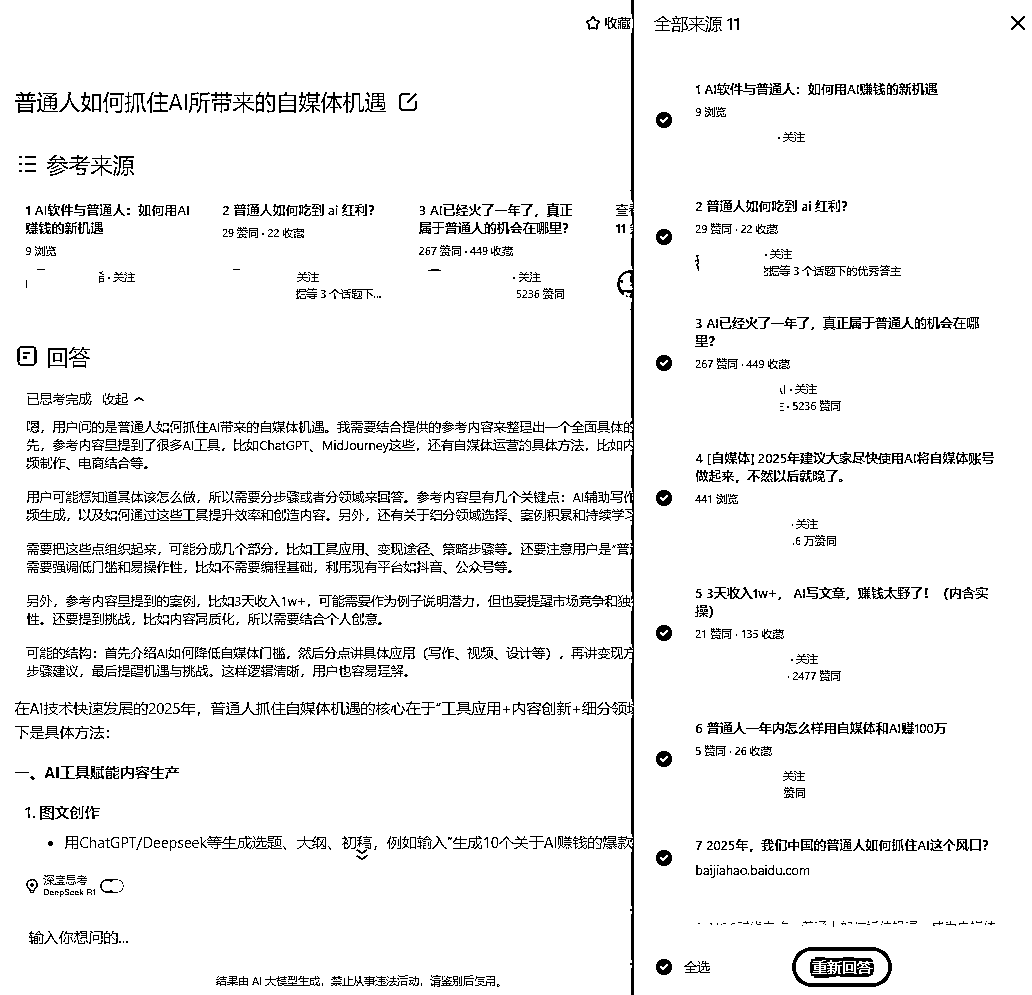 收藏
普通人如何抓住AI所带来的自媒体机遇
参考来源
1 AI软件与普通人：如何用AI
赚钱的新机遇
9 浏览
· 关注
2 普通人如何吃到 ai 红利？
29 赞同 · 22 收藏
关注
等 3 个话题下...
3 AI已经火了一年了，真正
属于普通人的机会在哪里？
267 赞同 · 449 收藏
· 关注
5236 赞同
11
回答
已思考完成 收起
嗯，用户问的是普通人如何抓住AI带来的自媒体机遇。我需要结合提供的参考内容来整理出一个全面具体的
先，参考内容里提到了很多AI工具，比如ChatGPT、MidJourney这些，还有自媒体运营的具体方法，比如内
频制作、电商结合等。
用户可能想知道具体该怎么做，所以需要分步骤或者分领域来回答。参考内容里有几个关键点：AI辅助写作
频生成，以及如何通过这些工具提升效率和创造内容。另外，还有关于细分领域选择、案例积累和持续学习
需要把这些点组织起来，可能分成几个部分，比如工具应用、变现途径、策略步骤等。还要注意用户是“普通
需要强调低门槛和易操作性，比如不需要编程基础，利用现有平台如抖音、公众号等。
另外，参考内容里提到的案例，比如3天收入1w+，可能需要作为例子说明潜力，但也要提醒市场竞争和独
性。还要提到挑战，比如内容同质化，所以需要结合个人创意。
可能的结构：首先介绍AI如何降低自媒体门槛，然后分点讲具体应用（写作、视频、设计等），再讲变现方
步骤建议，最后提醒机遇与挑战。这样逻辑清晰，用户也容易理解。
在AI技术快速发展的2025年，普通人抓住自媒体机遇的核心在于“工具应用+内容创新+细分领域
下是具体方法：
一、AI工具赋能内容生产
1. 图文创作
• 用ChatGPT/Deepseek等生成选题、大纲、初稿，例如输入“生成10个关于AI赚钱的爆款
深度思考
DeepSeek R1
输入你想问的...
结果由 AI 大模型生成，禁止从事违法活动，请鉴别后使用。
全部来源 11
1 AI软件与普通人：如何用AI赚钱的新机遇
9 浏览
· 关注
2 普通人如何吃到 ai 红利？
29 赞同 · 22 收藏
· 关注
等 3 个话题下的优秀答主
3 AI已经火了一年了，真正属于普通人的机会在哪
里？
267 赞同 · 449 收藏
· 关注
· 5236 赞同
4 [自媒体] 2025年建议大家尽快使用AI将自媒体账号
做起来，不然以后就晚了。
441 浏览
· 关注
.6 万赞同
5 3天收入1w+， AI写文章，赚钱太野了！（内含实
操）
21 赞同 · 135 收藏
· 关注
· 2477 赞同
6 普通人一年内怎么样用自媒体和AI赚100万
5 赞同 · 26 收藏
关注
赞同
7 2025年，我们中国的普通人如何抓住AI这个风口？
baijiahao.baidu.com
全选
重新回答